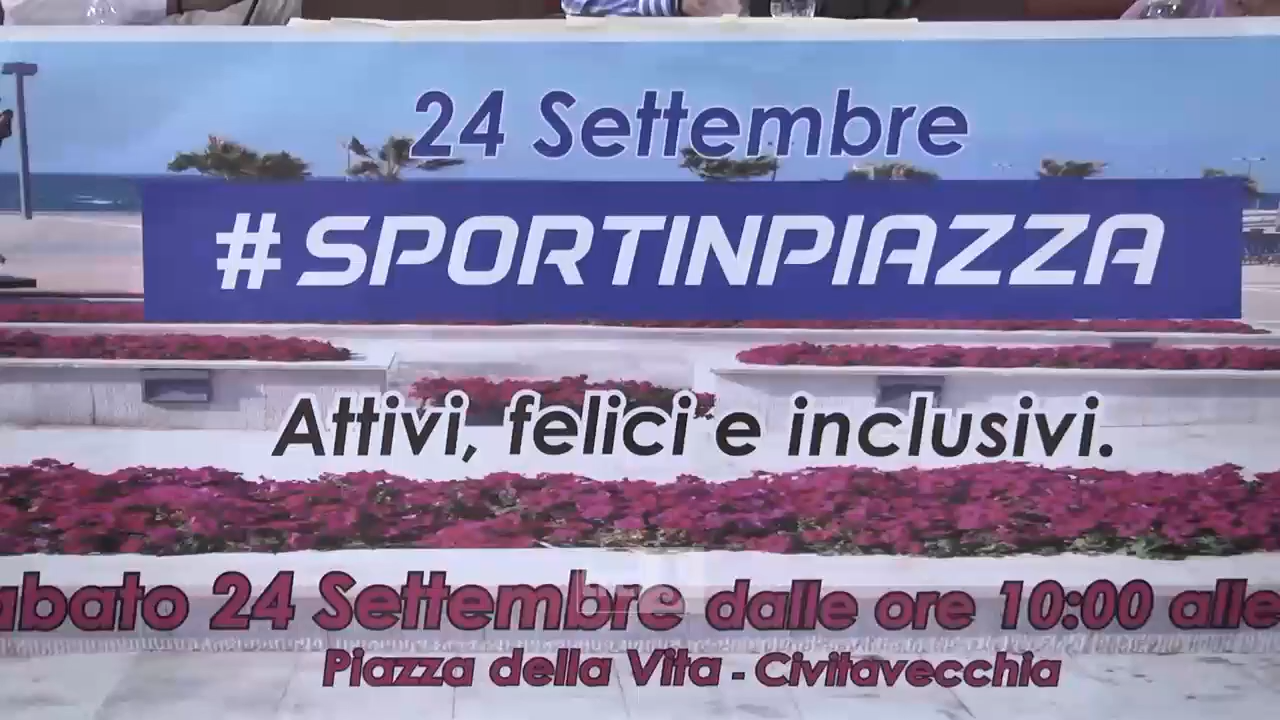 24 Settembre
#SPORTINPIAZZA
Attivi, felici e inclusivi.
abato 24 Settembre dalle ore 10:00 alle
Piazza della Vita - Civitavecchia